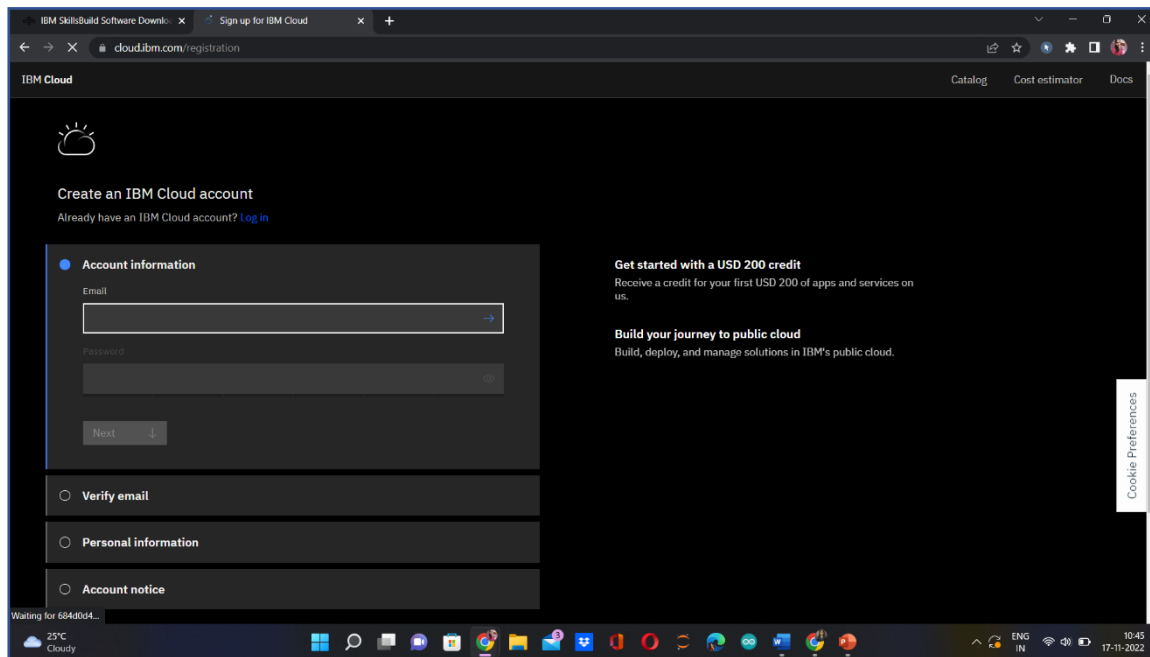 IBM SkillsBuild Software Downlo
Sign up for IBM Cloud
cloud.ibm.com/registration
IBM Cloud
Catalog
Cost estimator
Docs
Create an IBM Cloud account
Already have an IBM Cloud account? Log in
Account information
Email
Password
Next
Verify email
Personal information
Account notice
Get started with a USD 200 credit
Receive a credit for your first USD 200 of apps and services on
us.
Build your journey to public cloud
Build, deploy, and manage solutions in IBM's public cloud.
Cookie Preferences
Waiting for 684d0d4...
25°C
Cloudy
3
ENG
IN
10:45
17-11-2022